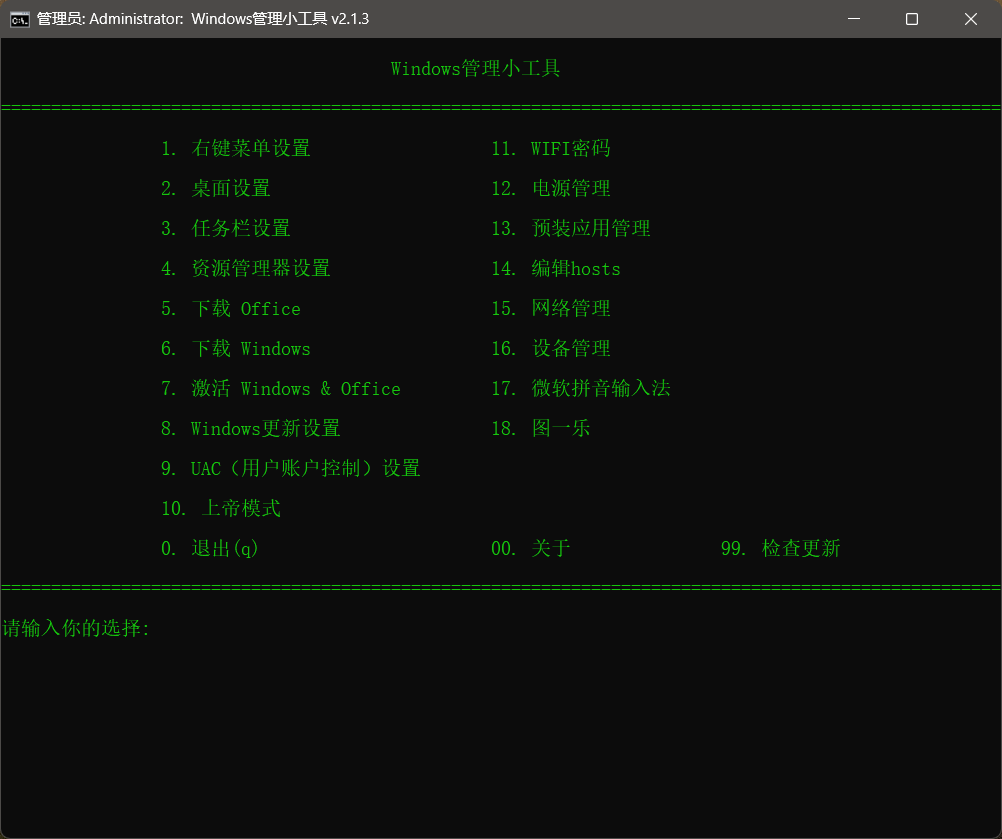 管理员: Administrator:  Windows管理小工具 v2.1.3
Windows管理小工具
====================================================================================================
1. 右键菜单设置 11. WIFI密码
2. 桌面设置 12. 电源管理
3. 任务栏设置 13. 预装应用管理
4. 资源管理器设置 14. 编辑hosts
5. 下载 Office 15. 网络管理
6. 下载 Windows 16. 设备管理
7. 激活 Windows & Office 17. 微软拼音输入法
8. Windows更新设置 18. 图一乐
9. UAC（用户账户控制）设置
10. 上帝模式
0. 退出(q) 00. 关于 99. 检查更新
====================================================================================================
请输入你的选择: